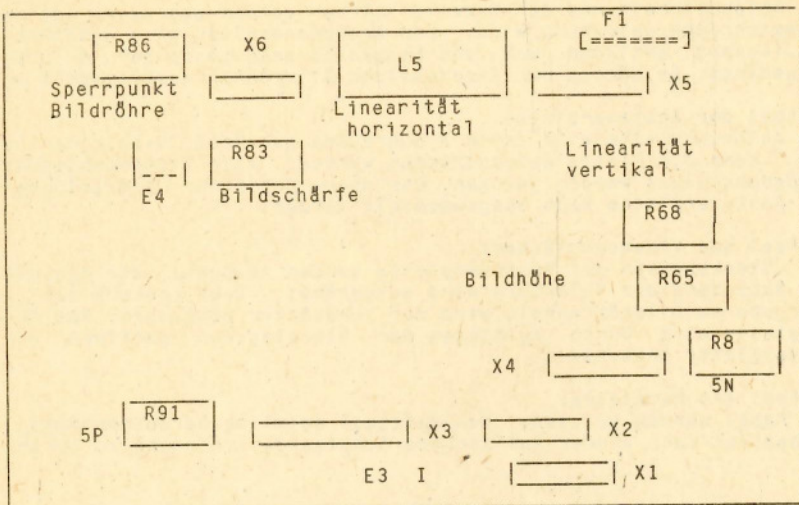 F1
R86 X6 [=======]
L5
Sperrpunkt X5
Bildröhre Linearität
horizontal
R83 Linearität
--- vertikal
E4 Bildschärfe
R68
Bildhöhe R65
R8
X4
5N
R91
5P X3 X2
E3 I X1